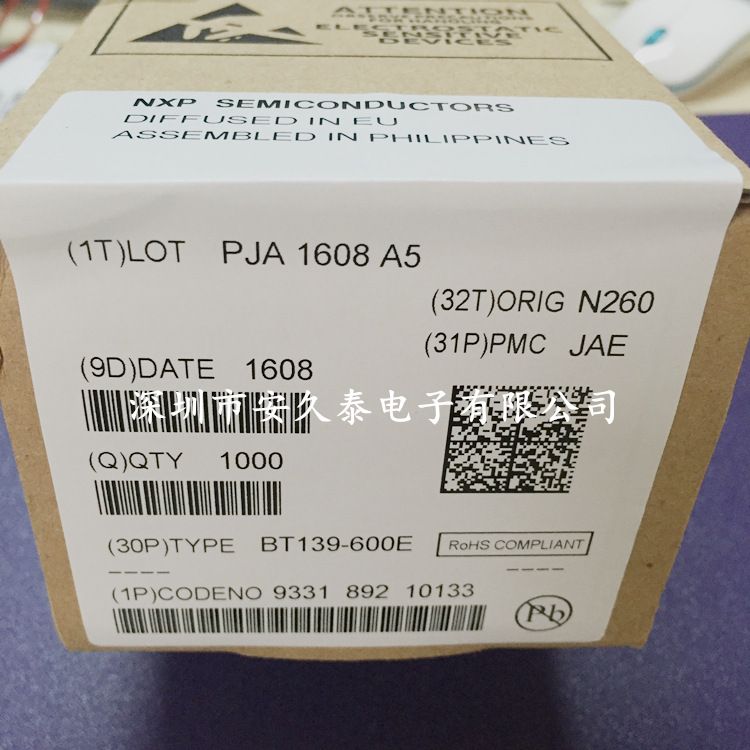 ATTENTION
ELECTROSTATIC
SENSITIVE
DEVICES
NXP SEMICONDUCTORS
DIFFUSED IN EU
ASSEMBLED IN PHILIPPINES
(1T)LOT PJA 1608 A5
(32T)ORIG N260
(31P)PMC JAE
(9D)DATE 1608
深圳市安久泰电子有限公司
(Q)QTY 1000
(30P)TYPE BT139-600E
RoHS COMPLIANT
(1P)CODENO 9331 892 10133
Pb